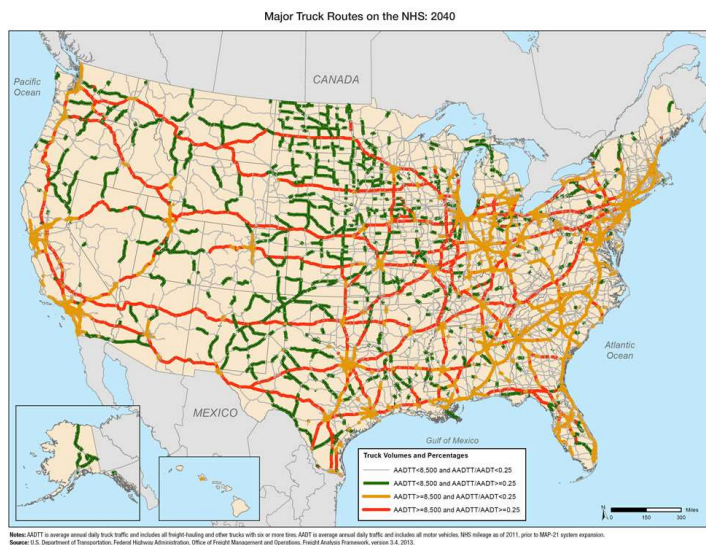 Major Truck Routes on the NHS: 2040
Pacific
Ocean
CANADA
Atlantic
Ocean
MEXICO
Gulf of Mexico
Truck Volumes and Percentages
AADTT<8,500 and AADTT/AADT<0.25
AADTT<8,500 and AADTT/AADT>=0.25
AADTT>=8,500 and AADTT/AADT<0.25
AADTT>=8,500 and AADTT/AADT>=0.25
N
0 150 300 Miles
Notes: AADTT is average annual daily truck traffic and includes all freight-hauling and other trucks with six or more tires. AADT is average annual daily traffic and includes all motor vehicles. NHS mileage as of 2011, prior to MAP-21 system expansion.
Source: U.S. Department of Transportation, Federal Highway Administration, Office of Freight Management and Operations, Freight Analysis Framework, version 3.4, 2013.